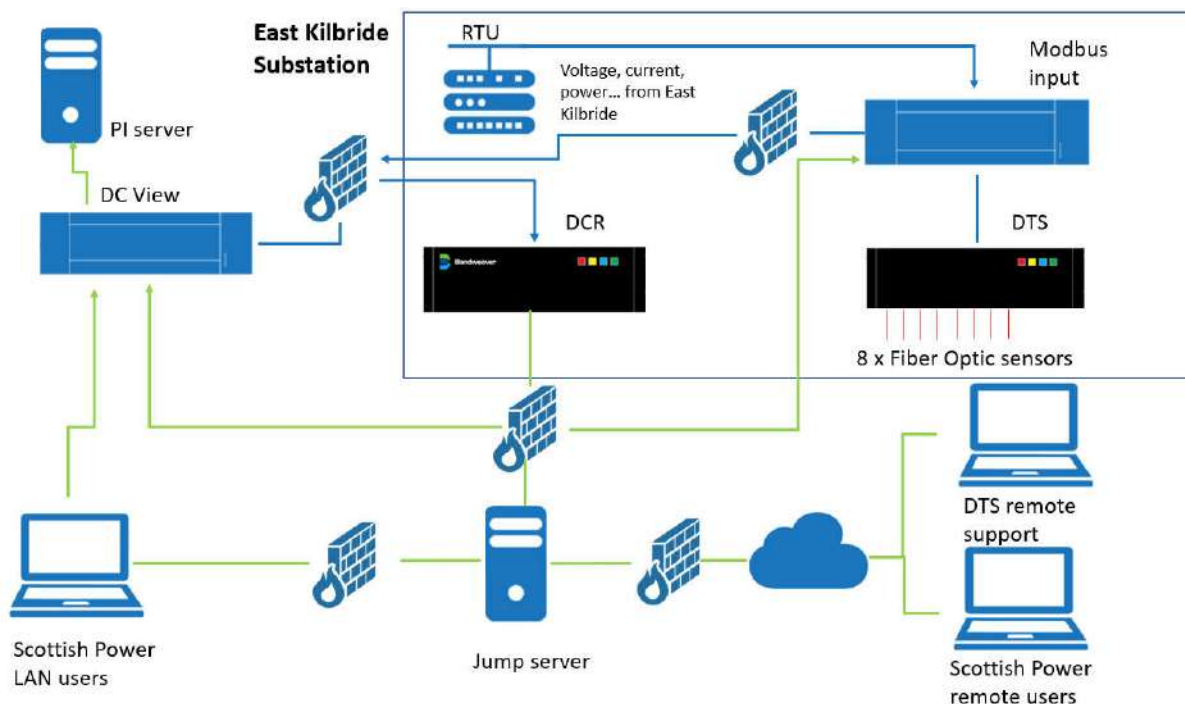 East Kilbride
Substation
RTU
Voltage, current,
power... from East
Kilbride
Modbus
input
PI server
DC View
DCR
DTS
Bandweaver
8 x Fiber Optic sensors
DTS remote
support
Scottish Power
LAN users
Jump server
Scottish Power
remote users